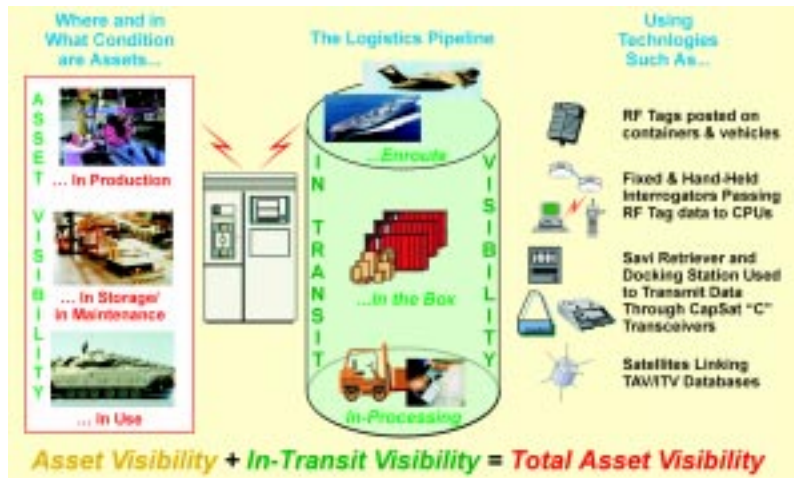 Where and in
What Condition
are Assets...
ASSET VISIBILITY
... In Production
... In Storage/
in Maintenance
... In Use
The Logistics Pipeline
IN TRANSIT
VISIBILITY
...Enroute
...In the Box
In-Processing
Using
Technlogies
Such As...
RF Tags posted on
containers & vehicles
Fixed & Hand-Held
Interrogators Passing
RF Tag data to CPUs
Savi Retriever and
Docking Station Used
to Transmit Data
Through CapSat “C”
Transceivers
Satellites Linking
TAV/ITV Databases
Asset Visibility + In-Transit Visibility = Total Asset Visibility